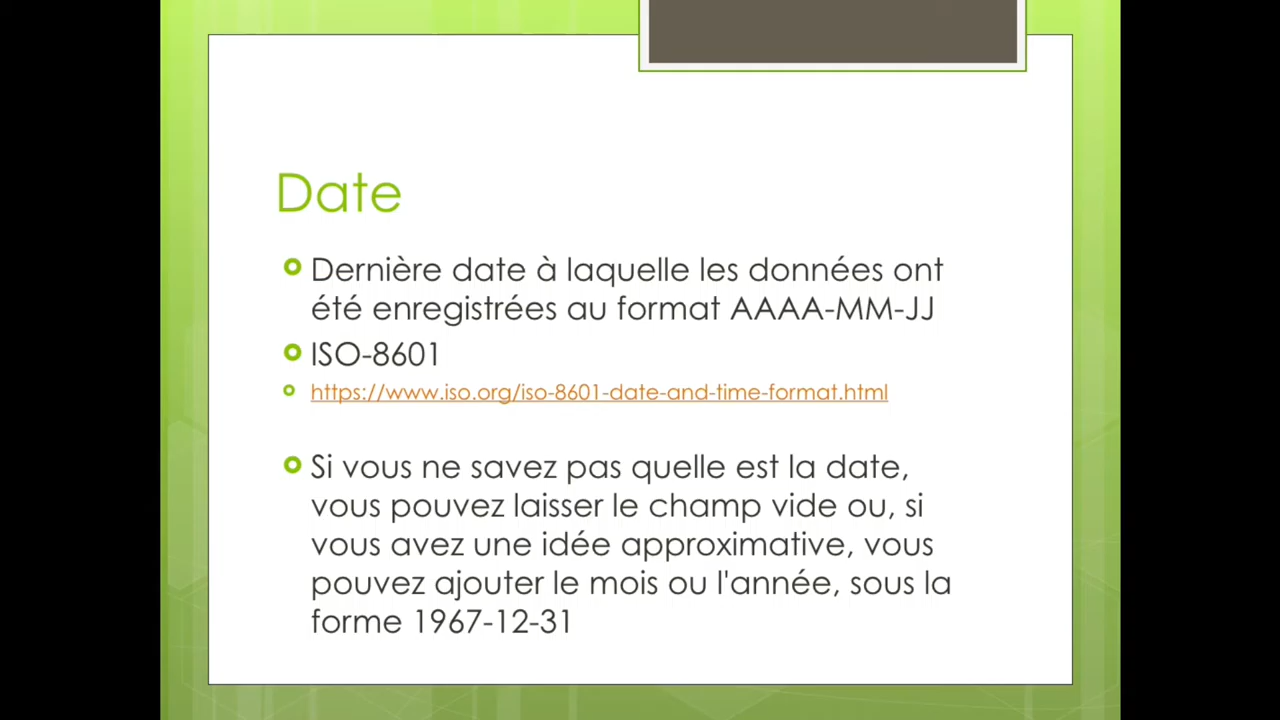 Date
Dernière date à laquelle les données ont
été enregistrées au format AAAA-MM-JJ
ISO-8601
https://www.iso.org/iso-8601-date-and-time-format.html
Si vous ne savez pas quelle est la date,
vous pouvez laisser le champ vide ou, si
vous avez une idée approximative, vous
pouvez ajouter le mois ou l'année, sous la
forme 1967-12-31